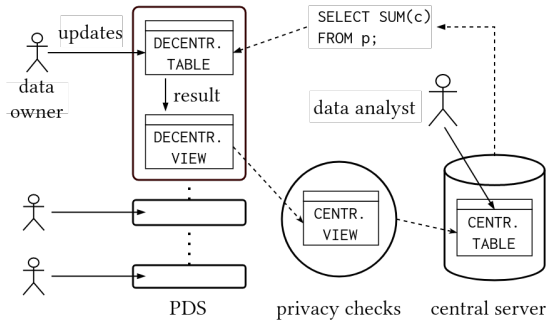 updates
DECENTR.
TABLE
SELECT SUM(c)
FROM p;
data
owner
result
data analyst
DECENTR.
VIEW
CENTR.
VIEW
CENTR.
TABLE
PDS
privacy checks
central server